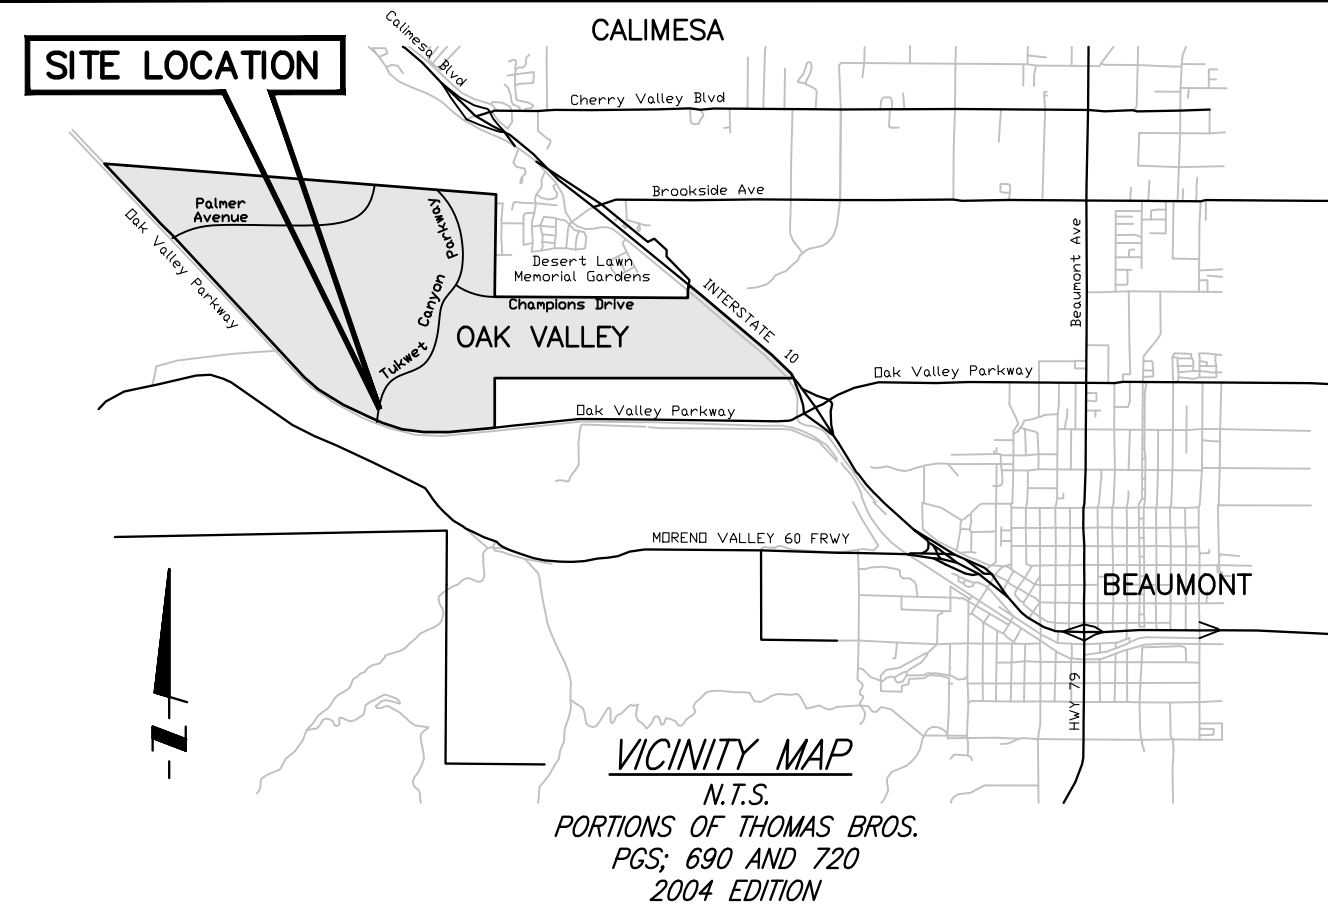 CALIMESA
Calimesa Blvd
SITE LOCATION
Cherry Valley Blvd
Brookside Ave
Palmer
Avenue
Oak Valley Parkway
Tukwet Canyon Parkway
Desert Lawn
Memorial Gardens
Champions Drive
INTERSTATE 10
Beaumont Ave
OAK VALLEY
Oak Valley Parkway
Oak Valley Parkway
MORENO VALLEY 60 FRWY
BEAUMONT
HWY 79
N
VICINITY MAP
N.T.S.
PORTIONS OF THOMAS BROS.
PGS; 690 AND 720
2004 EDITION